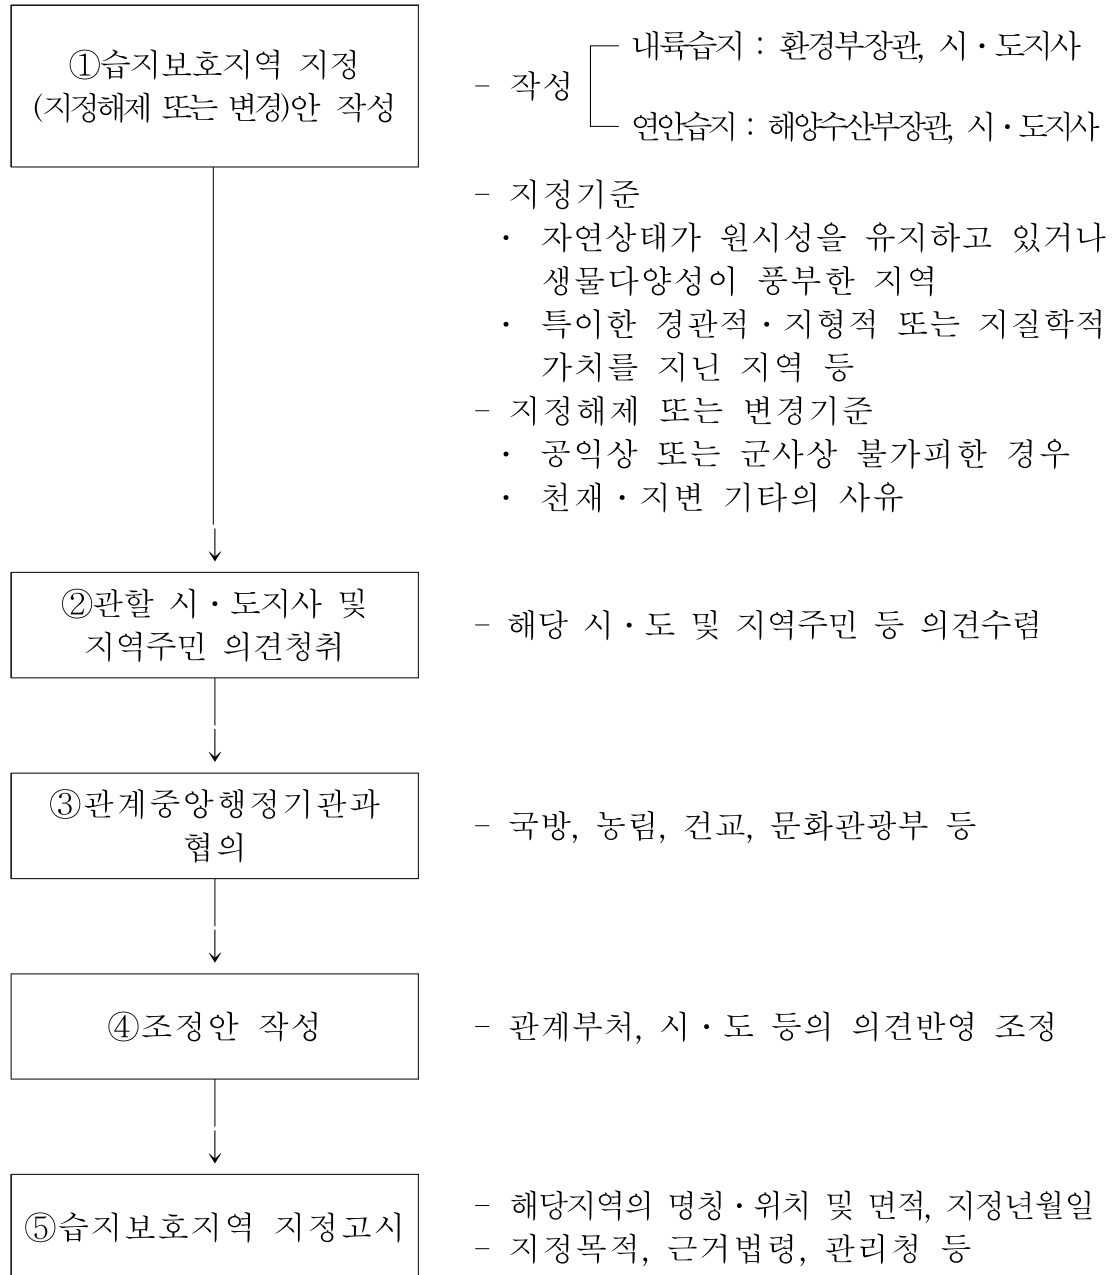 ①습지보호지역 지정
(지정해제 또는 변경)안 작성
- 작성
내륙습지 : 환경부장관, 시·도지사
연안습지 : 해양수산부장관, 시·도지사
- 지정기준
· 자연상태가 원시성을 유지하고 있거나
생물다양성이 풍부한 지역
· 특이한 경관적·지형적 또는 지질학적
가치를 지닌 지역 등
- 지정해제 또는 변경기준
· 공익상 또는 군사상 불가피한 경우
· 천재·지변 기타의 사유
②관할 시·도지사 및
지역주민 의견청취
- 해당 시·도 및 지역주민 등 의견수렴
③관계중앙행정기관과
협의
- 국방, 농림, 건교, 문화관광부 등
④조정안 작성
- 관계부처, 시·도 등의 의견반영 조정
⑤습지보호지역 지정고시
- 해당지역의 명칭·위치 및 면적, 지정년월일
- 지정목적, 근거법령, 관리청 등